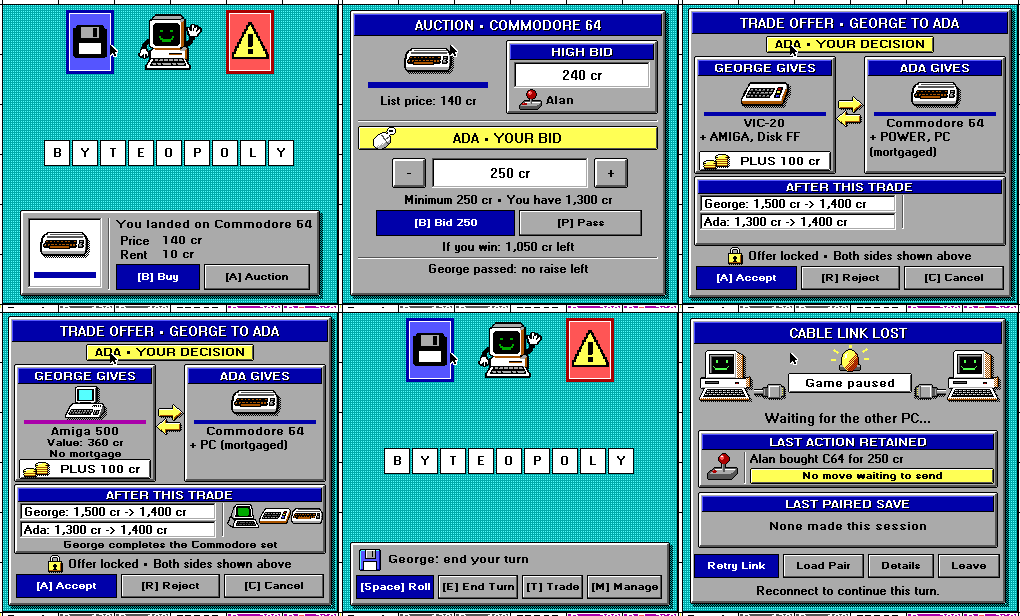 BYTEOPOLY
You landed on Commodore 64
Price 140 cr
Rent 10 cr
[B] Buy
[A] Auction
AUCTION • COMMODORE 64
List price: 140 cr
HIGH BID
240 cr
Alan
ADA • YOUR BID
-
250 cr
+
Minimum 250 cr • You have 1,300 cr
[B] Bid 250
[P] Pass
If you win: 1,050 cr left
George passed: no raise left
TRADE OFFER • GEORGE TO ADA
ADA • YOUR DECISION
GEORGE GIVES
VIC-20
+ AMIGA, Disk FF
PLUS 100 cr
ADA GIVES
Commodore 64
+ POWER, PC
(mortgaged)
AFTER THIS TRADE
George: 1,500 cr -> 1,400 cr
Ada: 1,300 cr -> 1,400 cr
Offer locked • Both sides shown above
[A] Accept
[R] Reject
[C] Cancel
TRADE OFFER • GEORGE TO ADA
ADA • YOUR DECISION
GEORGE GIVES
Amiga 500
Value: 360 cr
No mortgage
PLUS 100 cr
ADA GIVES
Commodore 64
+ PC (mortgaged)
AFTER THIS TRADE
George: 1,500 cr -> 1,400 cr
Ada: 1,300 cr -> 1,400 cr
George completes the Commodore set
Offer locked • Both sides shown above
[A] Accept
[R] Reject
[C] Cancel
BYTEOPOLY
George: end your turn
[Space] Roll
[E] End Turn
[T] Trade
[M] Manage
CABLE LINK LOST
Game paused
Waiting for the other PC...
LAST ACTION RETAINED
Alan bought C64 for 250 cr
No move waiting to send
LAST PAIRED SAVE
None made this session
Retry Link
Load Pair
Details
Leave
Reconnect to continue this turn.